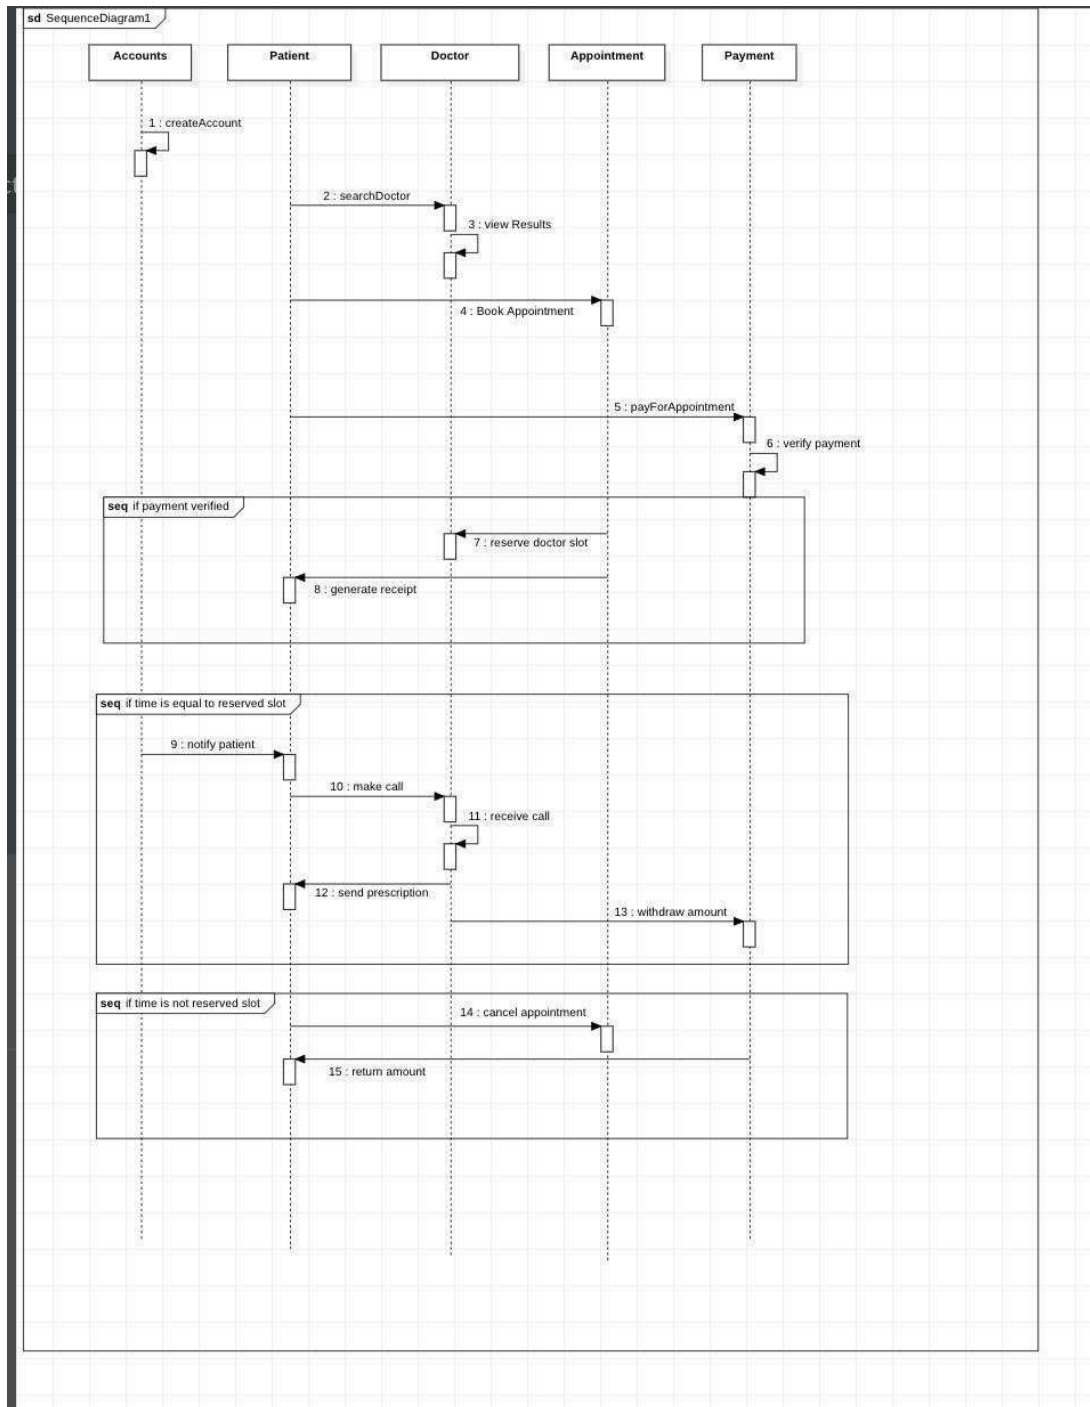 sd SequenceDiagram1
Accounts
Patient
Doctor
Appointment
Payment
1 : createAccount
2 : searchDoctor
3 : view Results
4 : Book Appointment
5 : payForAppointment
6 : verify payment
seq if payment verified
7 : reserve doctor slot
8 : generate receipt
seq if time is equal to reserved slot
9 : notify patient
10 : make call
11 : receive call
12 : send prescription
13 : withdraw amount
seq if time is not reserved slot
14 : cancel appointment
15 : return amount